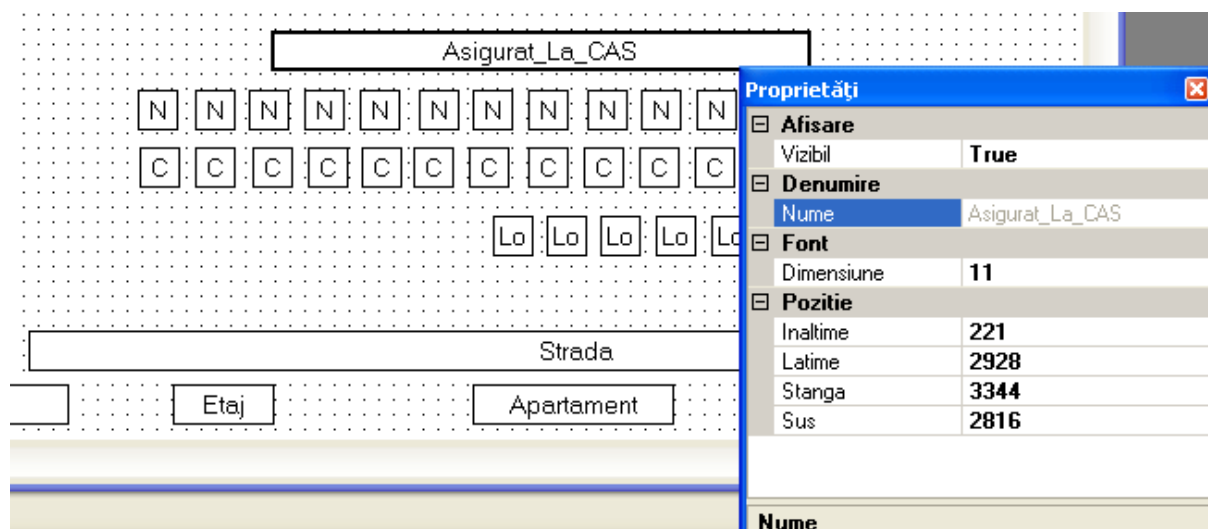 Asigurat_La_CAS
N N N N N N N N N N N
C C C C C C C C C C C
Lo Lo Lo Lo Lo
Strada
Etaj Apartament
Proprietăţi
Afisare
Vizibil True
Denumire
Nume Asigurat_La_CAS
Font
Dimensiune 11
Pozitie
Inaltime 221
Latime 2928
Stanga 3344
Sus 2816
Nume